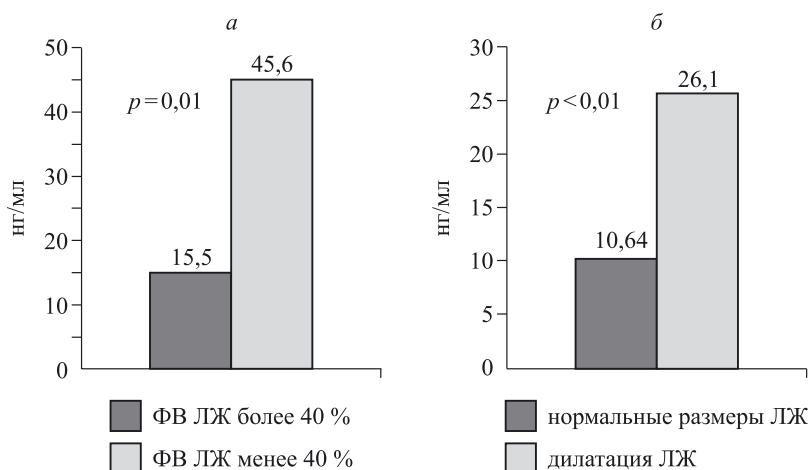 а
50
40
30
20
10
0
нг/мл
p = 0,01
45,6
15,5
ФВ ЛЖ более 40 %
ФВ ЛЖ менее 40 %
б
30
25
20
15
10
5
0
нг/мл
p < 0,01
26,1
10,64
нормальные размеры ЛЖ
дилатация ЛЖ